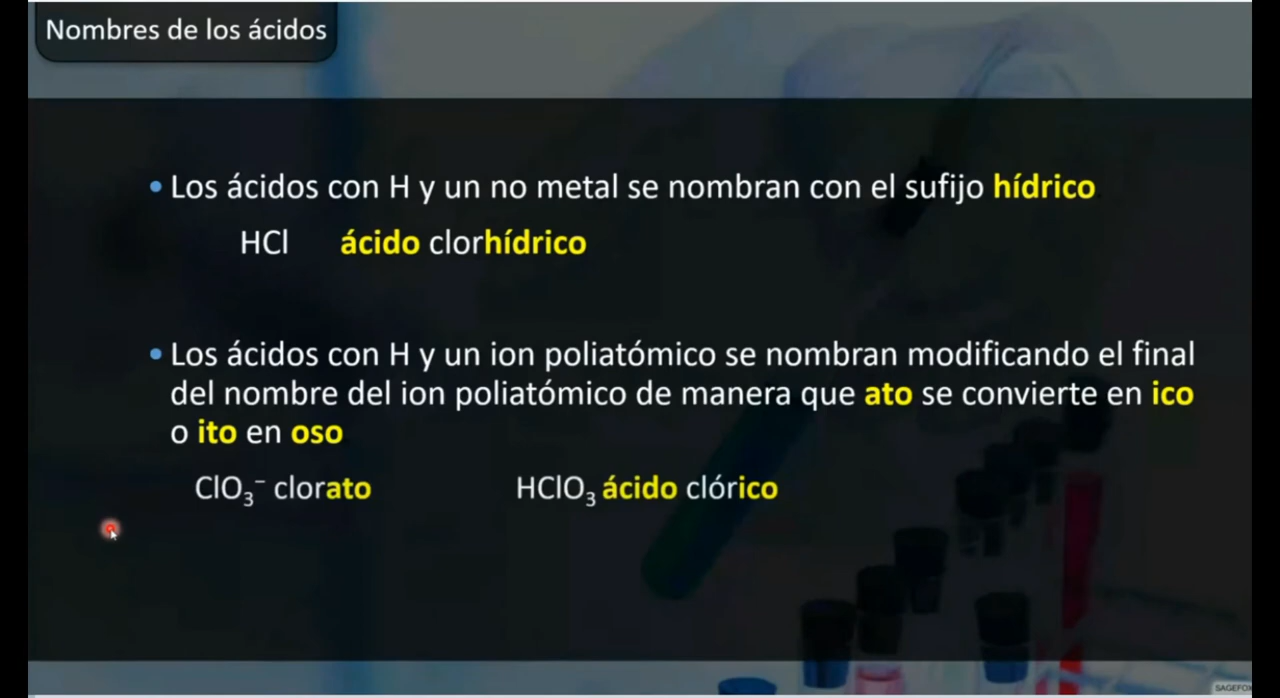 Nombres de los ácidos
• Los ácidos con H y un no metal se nombran con el sufijo hídrico
HCl ácido clorhídrico
• Los ácidos con H y un ion poliatómico se nombran modificando el final
del nombre del ion poliatómico de manera que ato se convierte en ico
o ito en oso
ClO₃⁻ clorato HClO₃ ácido clórico
SAGEFOX